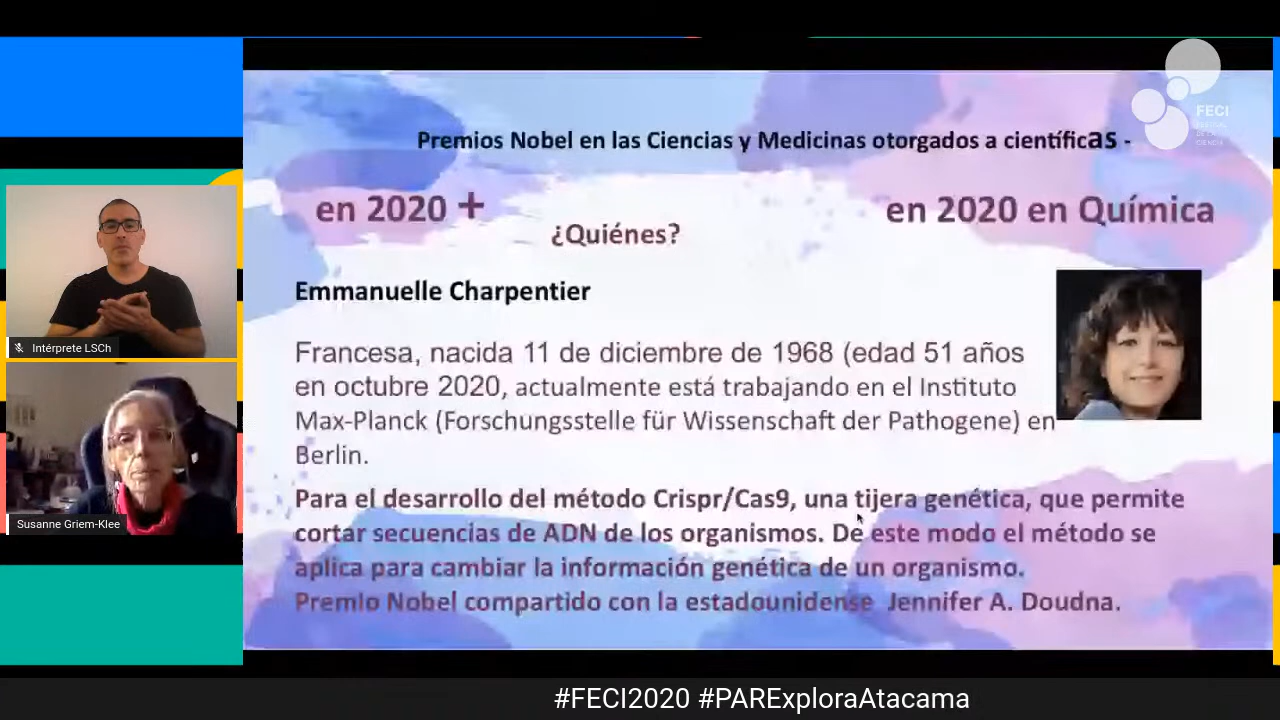 FECI
FESTIVAL
DE LA
CIENCIA
Premios Nobel en las Ciencias y Medicinas otorgados a científicas -
en 2020 +
¿Quiénes?
en 2020 en Química
Emmanuelle Charpentier
Francesa, nacida 11 de diciembre de 1968 (edad 51 años
en octubre 2020, actualmente está trabajando en el Instituto
Max-Planck (Forschungsstelle für Wissenschaft der Pathogene) en
Berlin.
Para el desarrollo del método Crispr/Cas9, una tijera genética, que permite
cortar secuencias de ADN de los organismos. De este modo el método se
aplica para cambiar la información genética de un organismo.
Premio Nobel compartido con la estadounidense Jennifer A. Doudna.
Intérprete LSCh
Susanne Griem-Klee
#FECI2020 #PARExploraAtacama